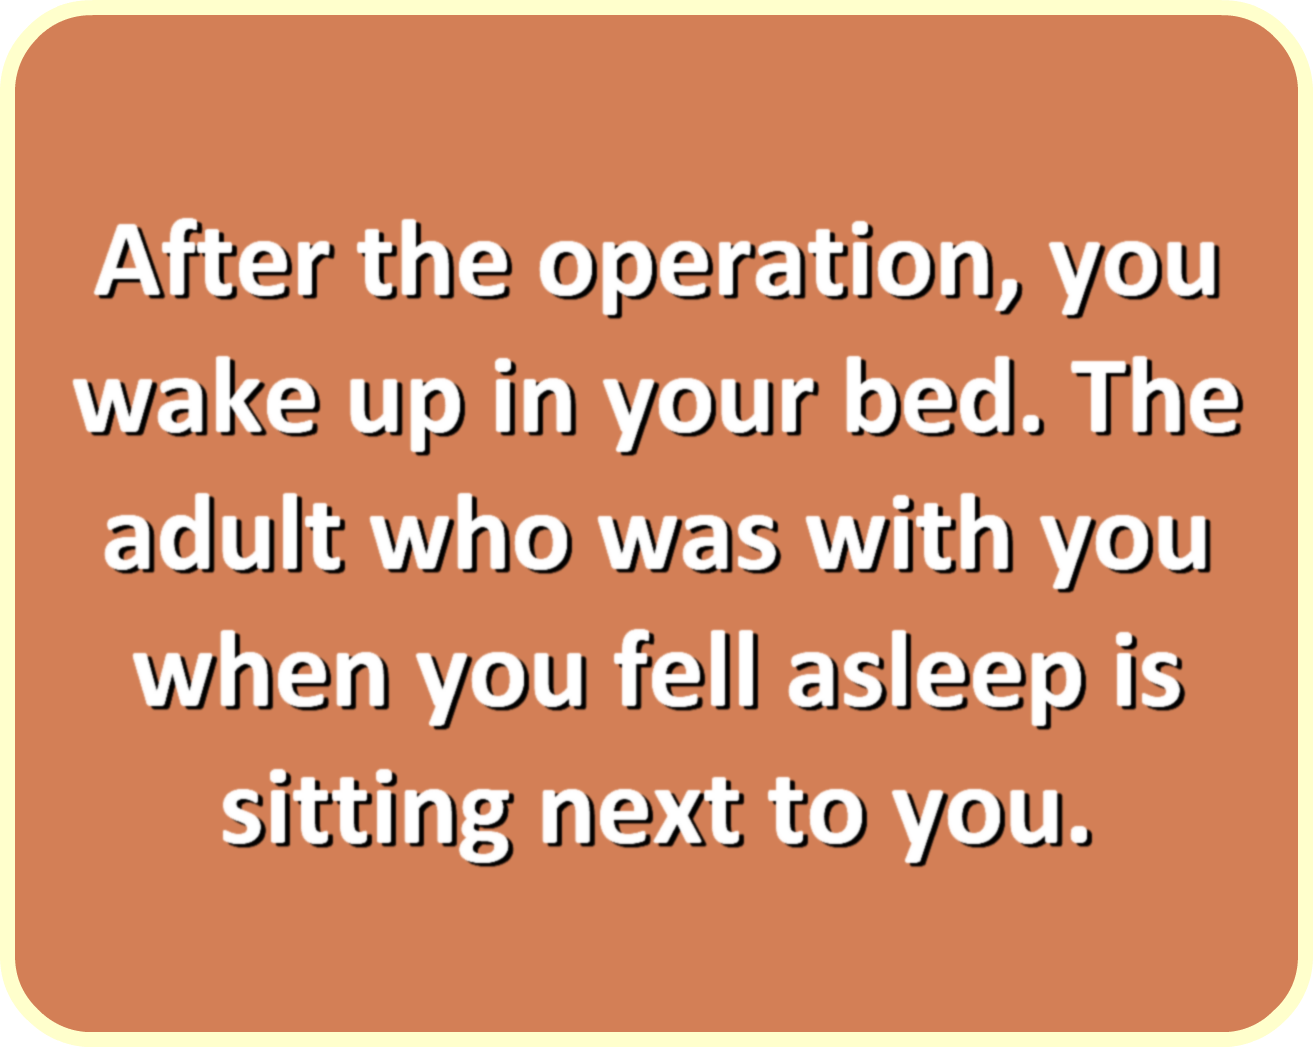 After the operation, you
wake up in your bed. The
adult who was with you
when you fell asleep is
sitting next to you.